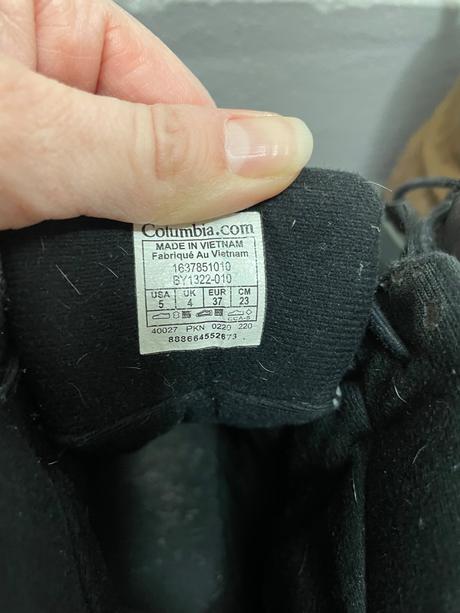 Columbia.com
MADE IN VIETNAM
Fabriqué Au Vietnam
1637851010
BY1322-010
USA UK EUR CM
5 4 37 23
40027 PKN 0220 220
888664552673